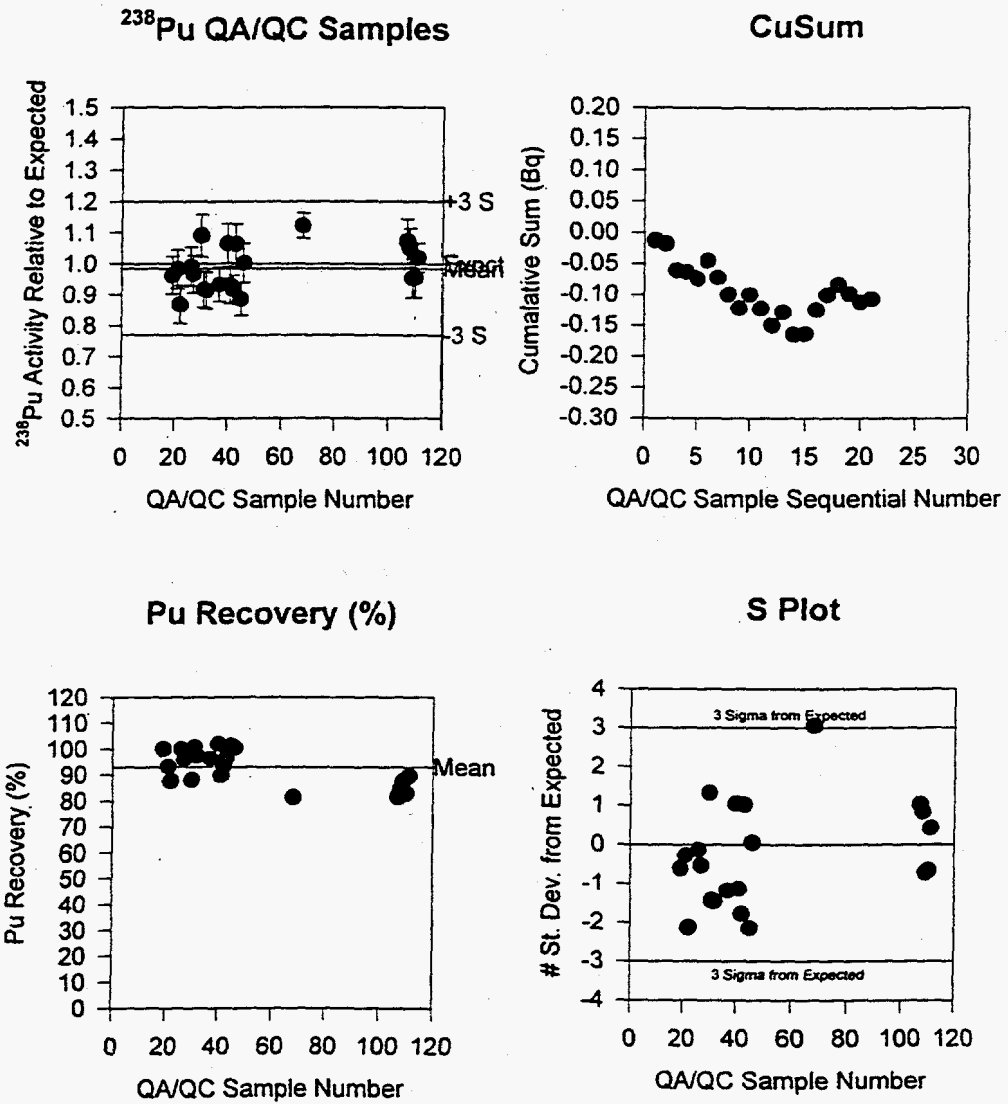 ²³⁸Pu QA/QC Samples
²³⁸Pu Activity Relative to Expected
1.5
1.4
1.3
1.2
1.1
1.0
0.9
0.8
0.7
0.6
0.5
+3 S
Expct
Mean
-3 S
0 20 40 60 80 100 120
QA/QC Sample Number
CuSum
Cumalative Sum (Bq)
0.20
0.15
0.10
0.05
0.00
-0.05
-0.10
-0.15
-0.20
-0.25
-0.30
0 5 10 15 20 25 30
QA/QC Sample Sequential Number
Pu Recovery (%)
Pu Recovery (%)
120
110
100
90
80
70
60
50
40
30
20
10
0
Mean
0 20 40 60 80 100 120
QA/QC Sample Number
S Plot
# St. Dev. from Expected
4
3
2
1
0
-1
-2
-3
-4
3 Sigma from Expected
3 Sigma from Expected
0 20 40 60 80 100 120
QA/QC Sample Number